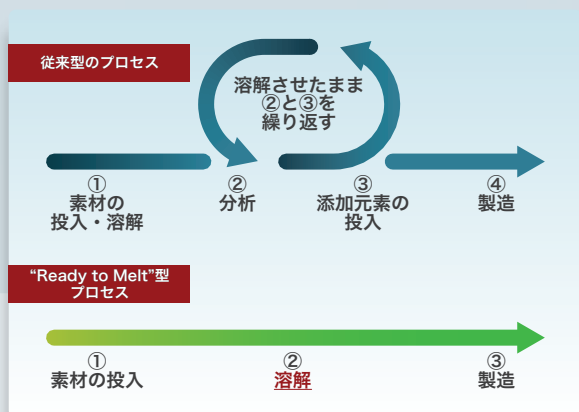 従来型のプロセス
溶解させたまま
②と③を
繰り返す
①
素材の
投入・溶解
②
分析
③
添加元素の
投入
④
製造
“Ready to Melt”型
プロセス
①
素材の投入
②
溶解
③
製造